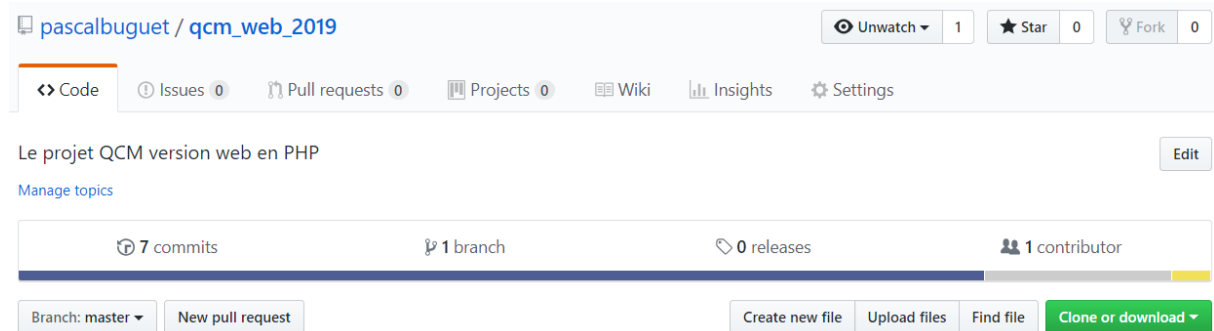 pascalbuguet / qcm_web_2019 Unwatch 1 Star 0 Fork 0
<> Code Issues 0 Pull requests 0 Projects 0 Wiki Insights Settings
Le projet QCM version web en PHP Edit
Manage topics
7 commits 1 branch 0 releases 1 contributor
Branch: master New pull request Create new file Upload files Find file Clone or download